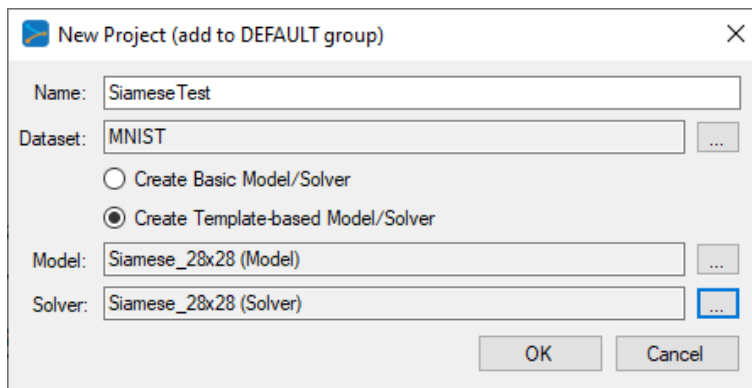 New Project (add to DEFAULT group)
Name: SiameseTest
Dataset: MNIST ...
Create Basic Model/Solver
Create Template-based Model/Solver
Model: Siamese_28x28 (Model) ...
Solver: Siamese_28x28 (Solver) ...
OK Cancel